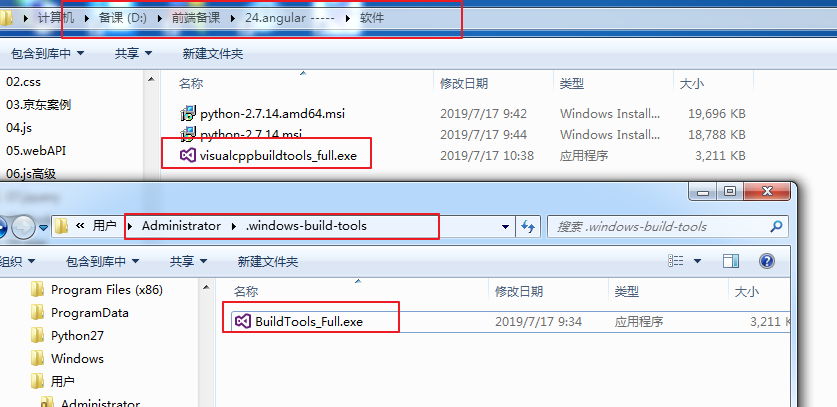 计算机 ▸ 备课 (D:) ▸ 前端备课 ▸ 24.angular ----- ▸ 软件
包含到库中 共享 新建文件夹
名称 修改日期 类型 大小
02.css
03.京东案例
04.js
05.webAPI
06.js高级
python-2.7.14.amd64.msi 2019/7/17 9:42 Windows Install... 19,696 KB
python-2.7.14.msi 2019/7/17 9:44 Windows Install... 18,788 KB
visualcppbuildtools_full.exe 2019/7/17 10:38 应用程序 3,211 KB
« 用户 ▸ Administrator ▸ .windows-build-tools
搜索 .windows-build-tools
组织 包含到库中 共享 新建文件夹
Program Files (x86)
ProgramData
Python27
Windows
用户
Administrator
名称 修改日期 类型 大小
BuildTools_Full.exe 2019/7/17 9:34 应用程序 3,211 K